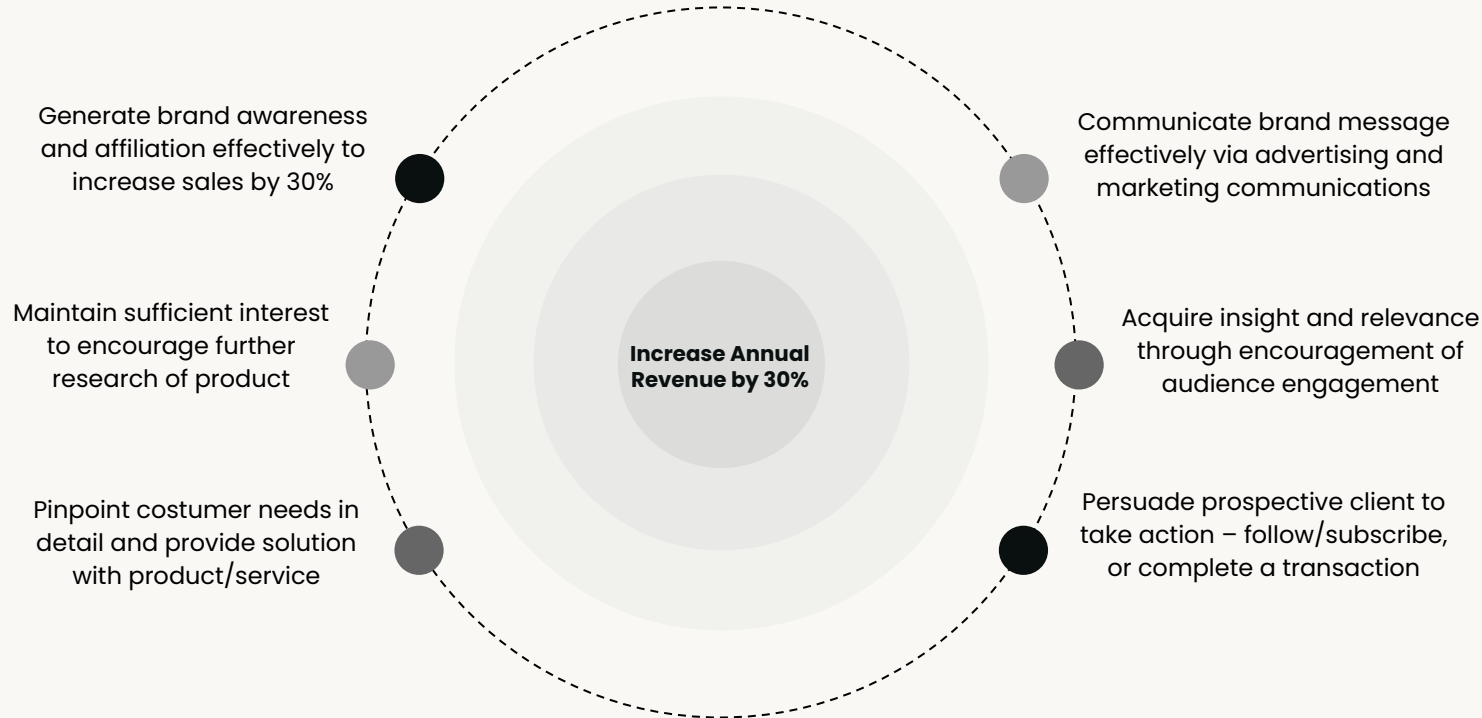 Generate brand awareness
and affiliation effectively to
increase sales by 30%
Maintain sufficient interest
to encourage further
research of product
Pinpoint costumer needs in
detail and provide solution
with product/service
Increase Annual
Revenue by 30%
Communicate brand message
effectively via advertising and
marketing communications
Acquire insight and relevance
through encouragement of
audience engagement
Persuade prospective client to
take action – follow/subscribe,
or complete a transaction